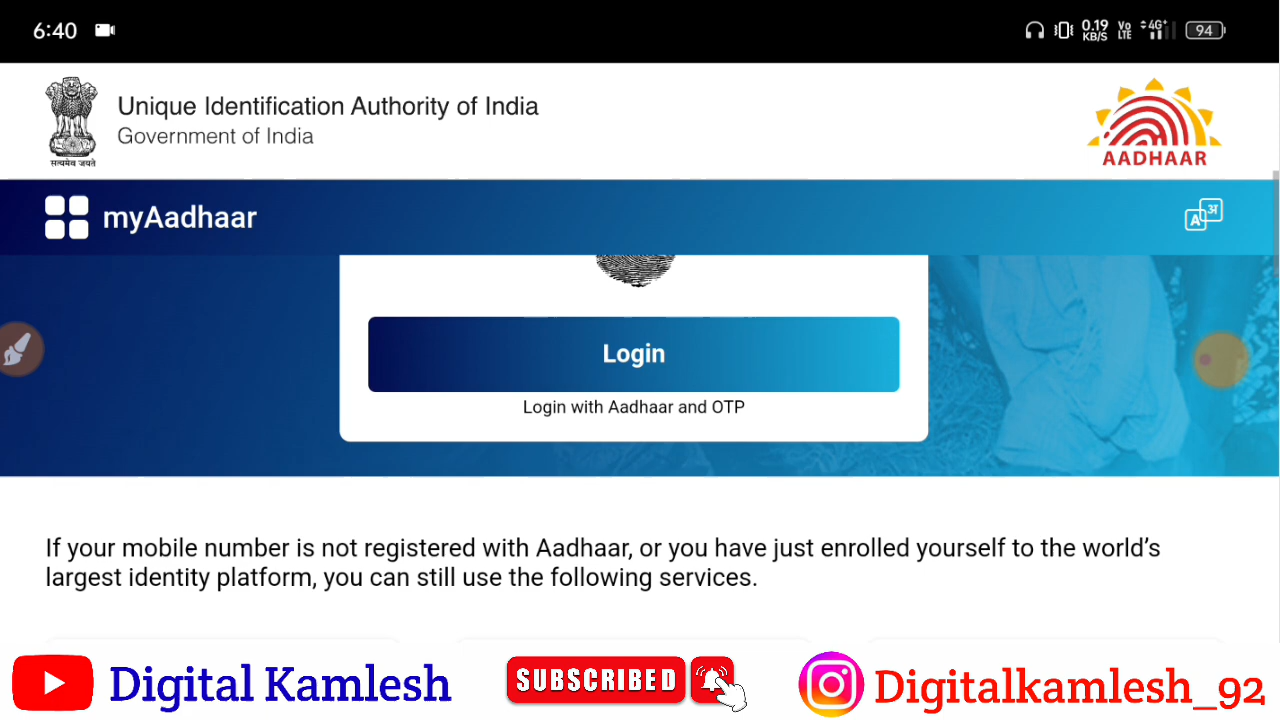 6:40
0.19 KB/S
Vo LTE
4G+
94
Unique Identification Authority of India
Government of India
सत्यमेव जयते
AADHAAR
myAadhaar
A अ
Login
Login with Aadhaar and OTP
If your mobile number is not registered with Aadhaar, or you have just enrolled yourself to the world's
largest identity platform, you can still use the following services.
Digital Kamlesh
SUBSCRIBED
Digitalkamlesh_92